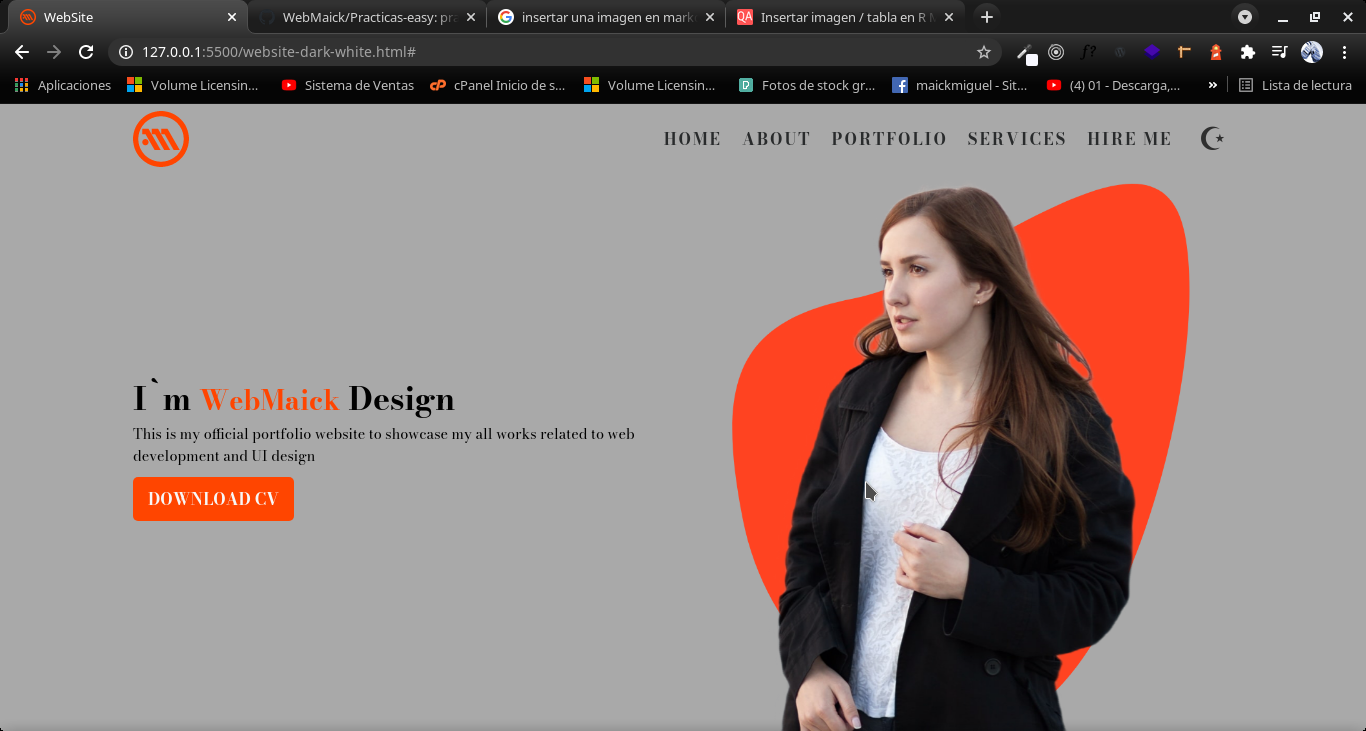 WebSite
WebMaick/Practicas-easy: pra
insertar una imagen en mark
QA
Insertar imagen / tabla en R M
127.0.0.1:5500/website-dark-white.html#
f?
Aplicaciones
Volume Licensin...
Sistema de Ventas
cPanel Inicio de s...
Volume Licensin...
Fotos de stock gr...
maickmiguel - Sit...
(4) 01 - Descarga,...
»
Lista de lectura
HOME ABOUT PORTFOLIO SERVICES HIRE ME
I`m WebMaick Design
This is my official portfolio website to showcase my all works related to web
development and UI design
DOWNLOAD CV